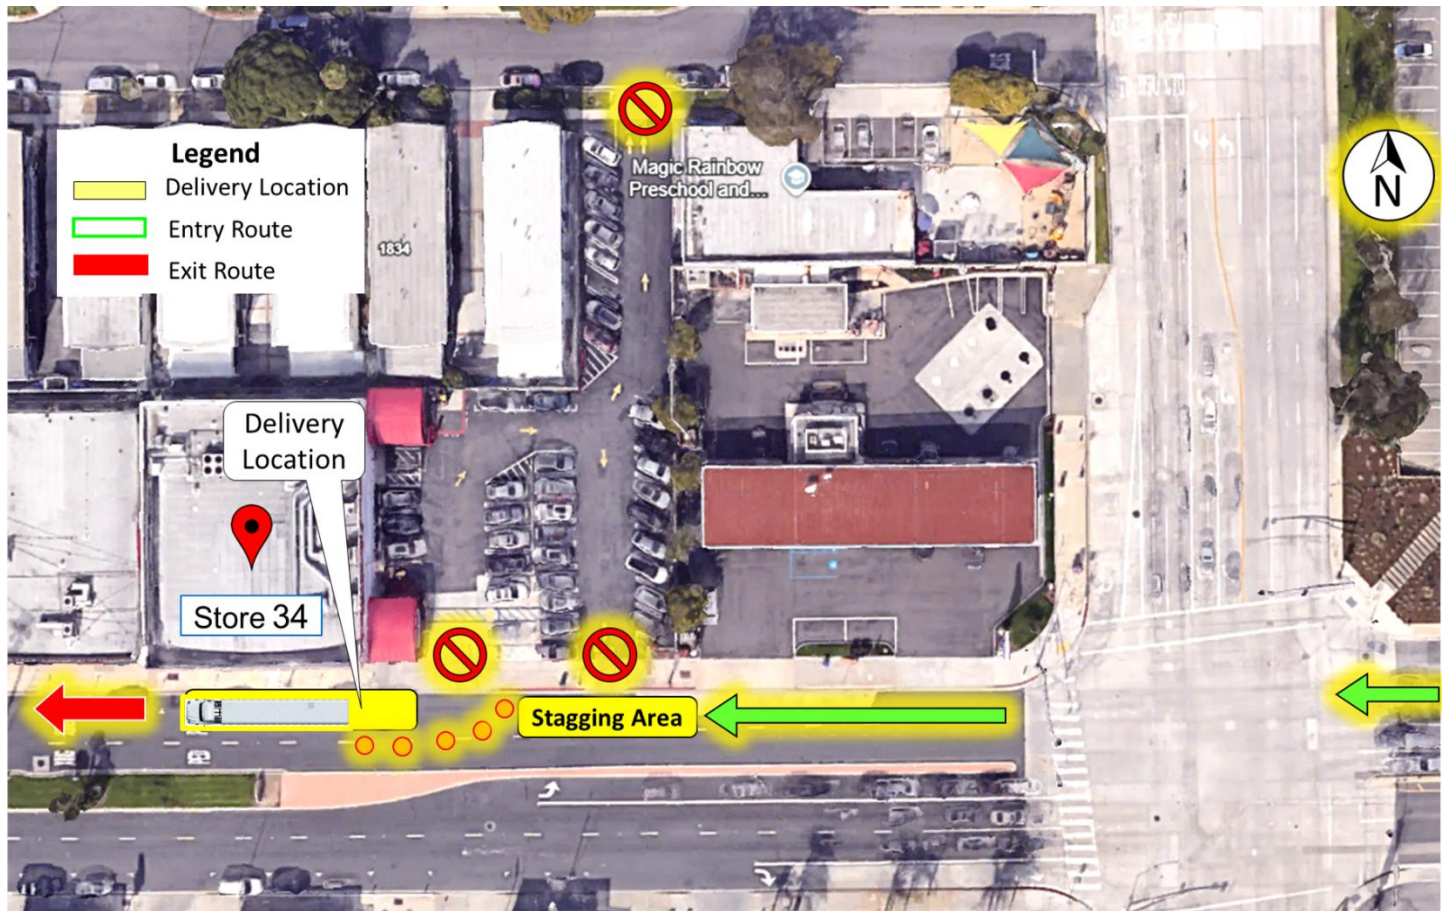 Legend
Delivery Location
Entry Route
Exit Route
N
Magic Rainbow
Preschool and...
1834
Delivery
Location
Store 34
Stagging Area